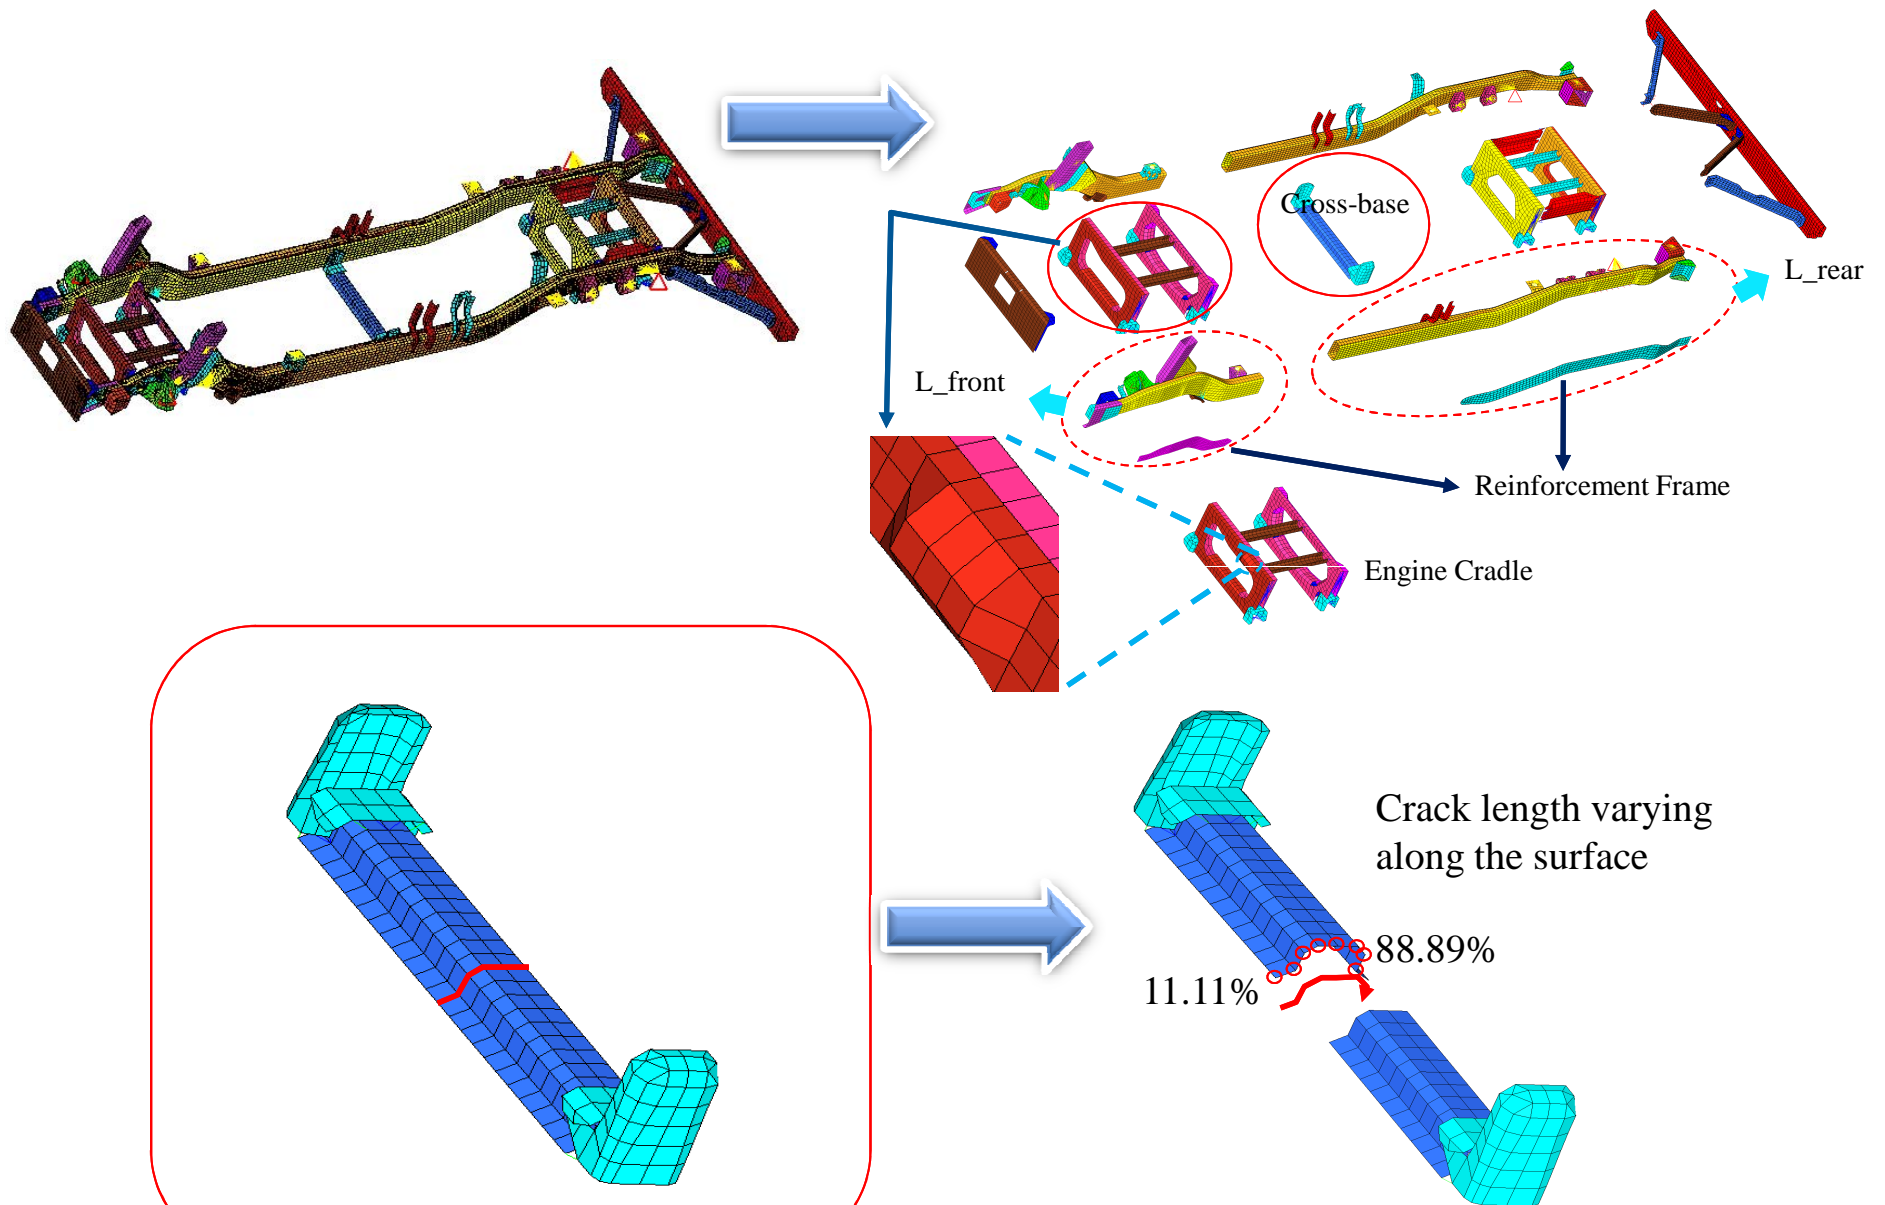 Cross-base
L_rear
L_front
Reinforcement Frame
Engine Cradle
Crack length varying
along the surface
88.89%
11.11%